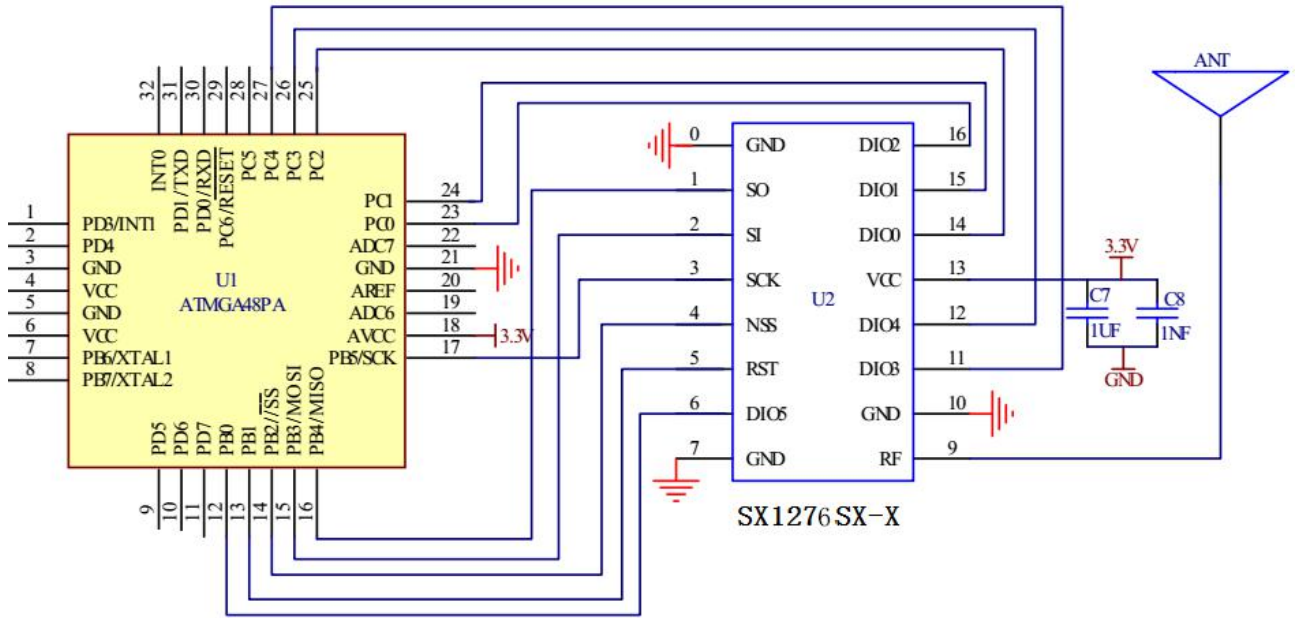 32
31
30
29
28
27
26
25
INT0
PD1/TXD
PD0/RXD
PC6/RESET
PC5
PC4
PC3
PC2
1 PD3/INT1
2 PD4
3 GND
4 VCC
5 GND
6 VCC
7 PB6/XTAL1
8 PB7/XTAL2
U1
ATMGA48PA
PC1 24
PC0 23
ADC7 22
GND 21
AREF 20
ADC6 19
AVCC 18 3.3V
PB5/SCK 17
PD5
PD6
PD7
PB0
PB1
PB2//SS
PB3/MOSI
PB4/MISO
9
10
11
12
13
14
15
16
0 GND
1 SO
2 SI
3 SCK
4 NSS
5 RST
6 DIO5
7 GND
U2
DIO2 16
DIO1 15
DIO0 14
VCC 13
DIO4 12
DIO3 11
GND 10
RF 9
SX1276SX-X
ANT
3.3V
C7
1UF
C8
1NF
GND